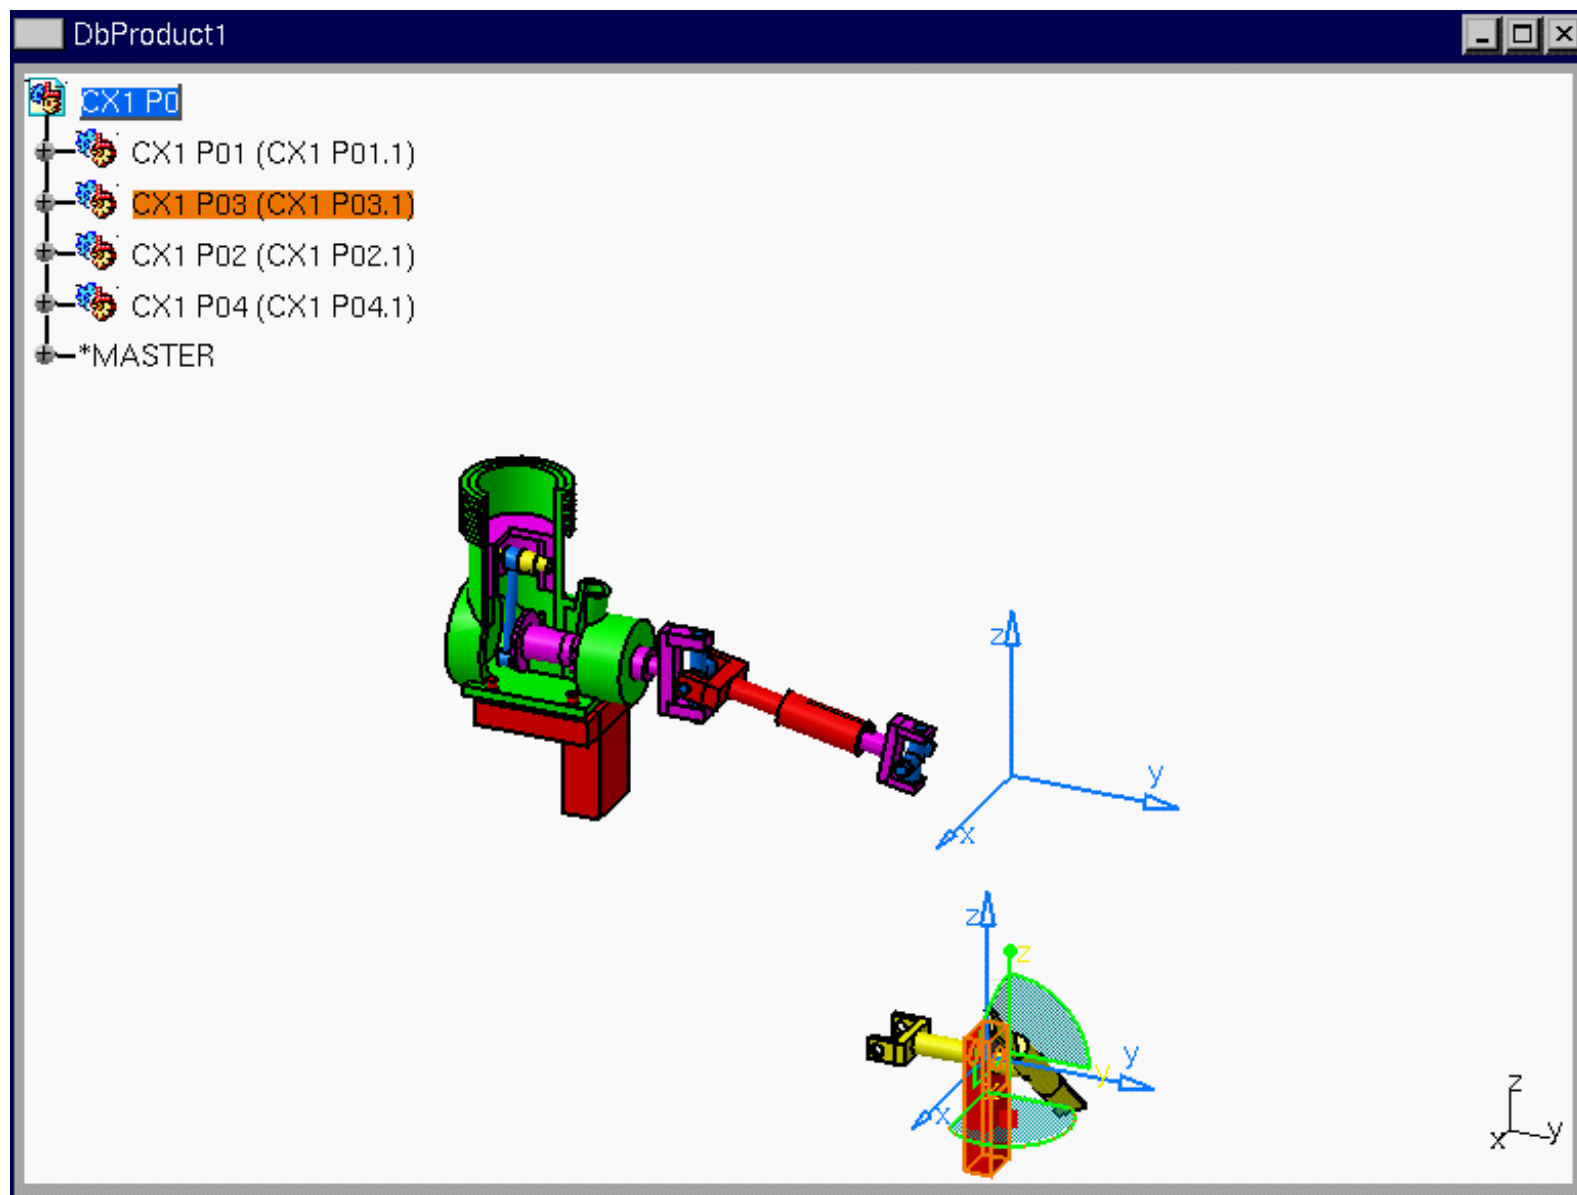 DbProduct1
CX1 P0
CX1 P01 (CX1 P01.1)
CX1 P03 (CX1 P03.1)
CX1 P02 (CX1 P02.1)
CX1 P04 (CX1 P04.1)
*MASTER
z
y
x
z
z
y
y
x
z
x
y